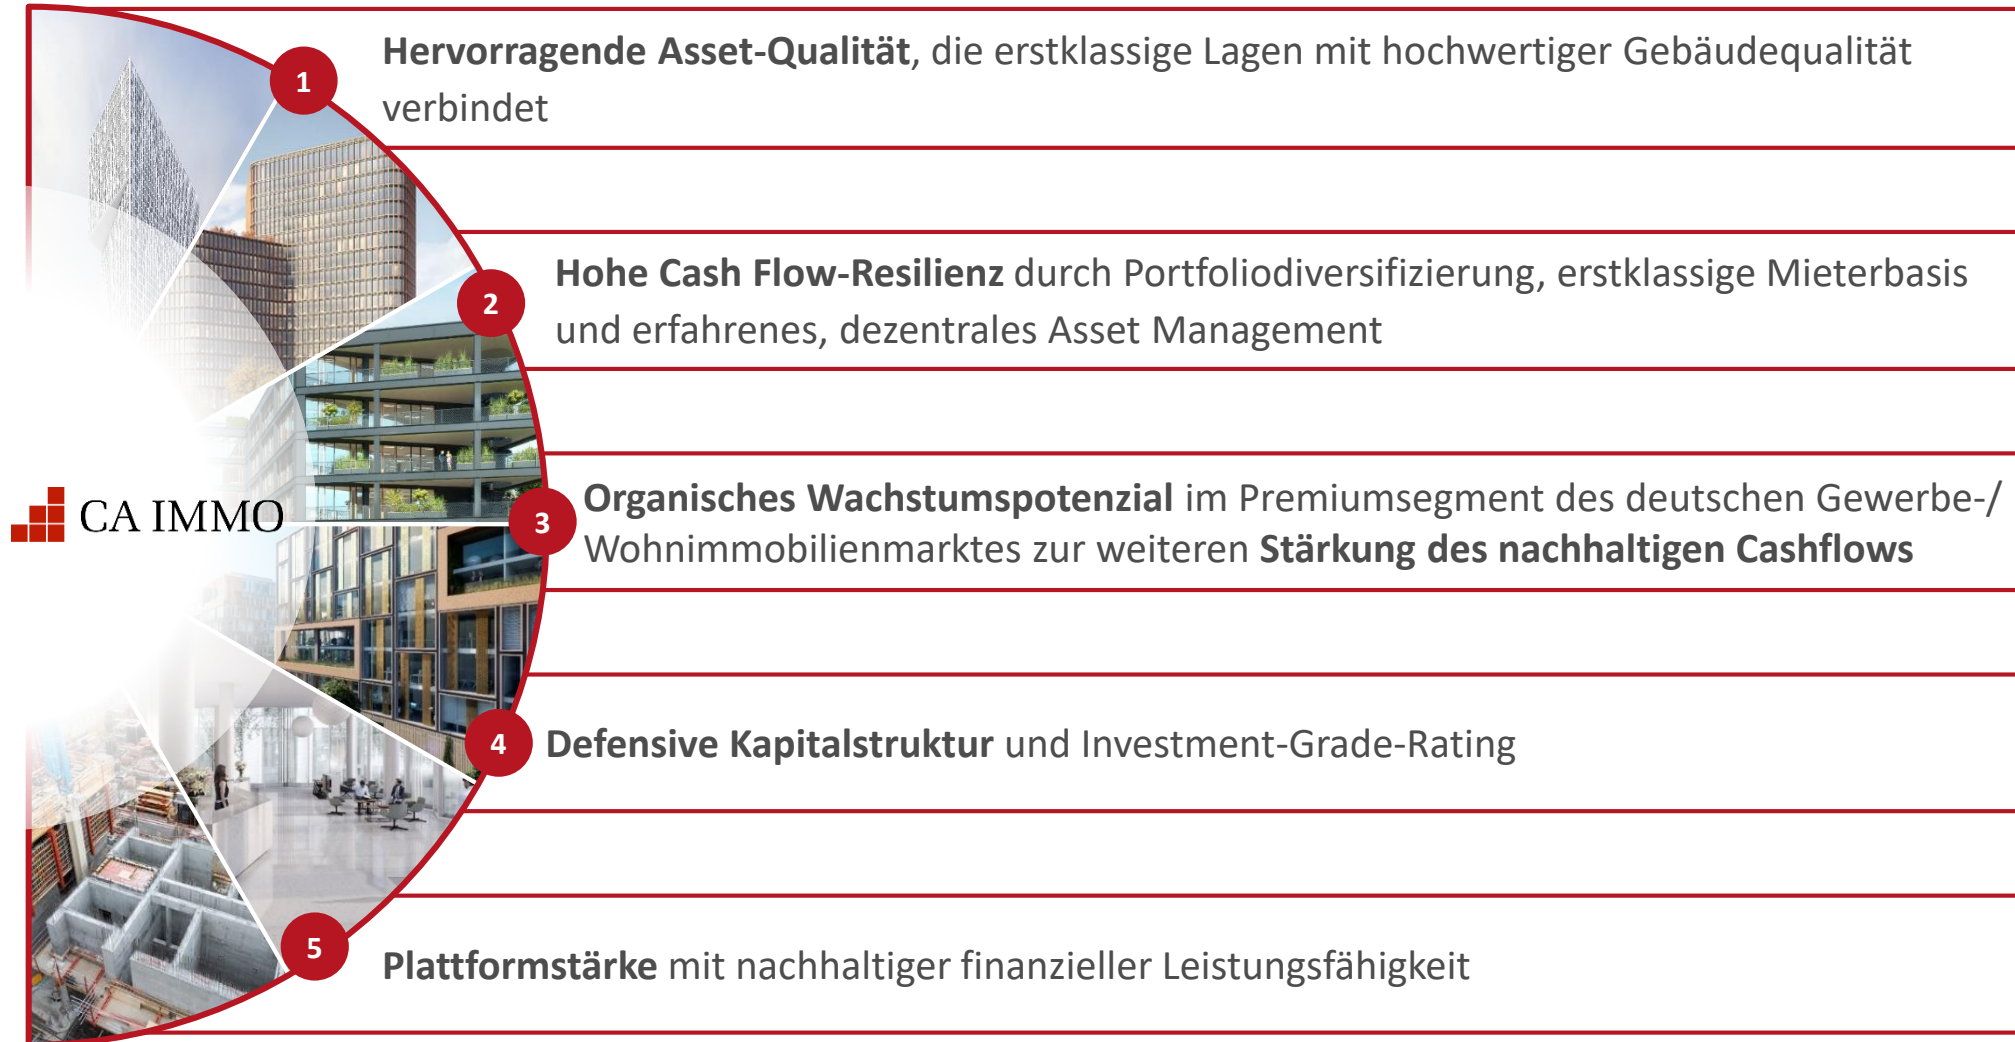 1
Hervorragende Asset-Qualität, die erstklassige Lagen mit hochwertiger Gebäudequalität
verbindet
2
Hohe Cash Flow-Resilienz durch Portfoliodiversifizierung, erstklassige Mieterbasis
und erfahrenes, dezentrales Asset Management
CA IMMO
3
Organisches Wachstumspotenzial im Premiumsegment des deutschen Gewerbe-/
Wohnimmobilienmarktes zur weiteren Stärkung des nachhaltigen Cashflows
4
Defensive Kapitalstruktur und Investment-Grade-Rating
5
Plattformstärke mit nachhaltiger finanzieller Leistungsfähigkeit